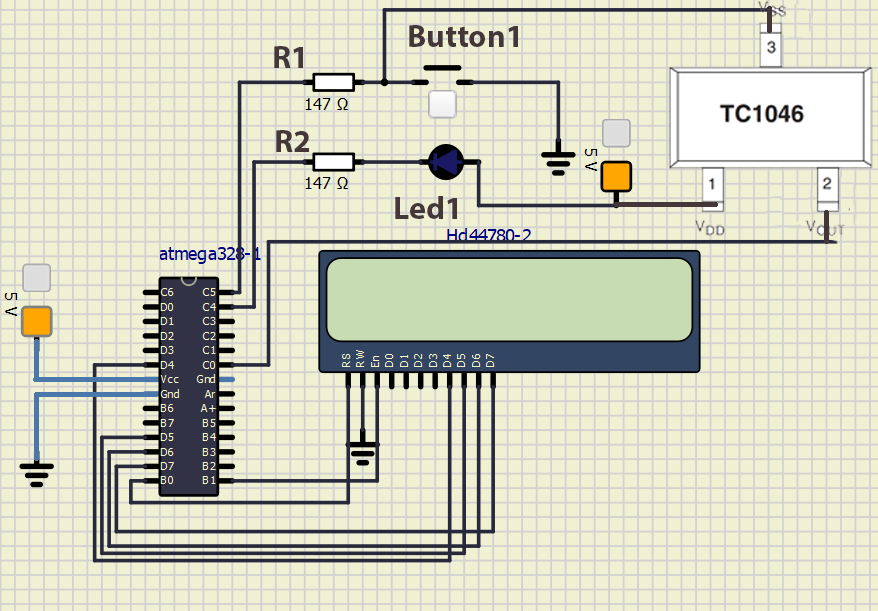 VSS
Button1
R1
3
147 Ω
TC1046
R2
5 V
147 Ω
1
2
Led1
VDD
VOUT
Hd44780-2
atmega328-1
5 V
C6 C5
D0 C4
D1 C3
D2 C2
D3 C1
D4 C0
Vcc Gnd
Gnd Ar
B6 A+
B7 B5
D5 B4
D6 B3
D7 B2
B0 B1
RS RW En D0 D1 D2 D3 D4 D5 D6 D7